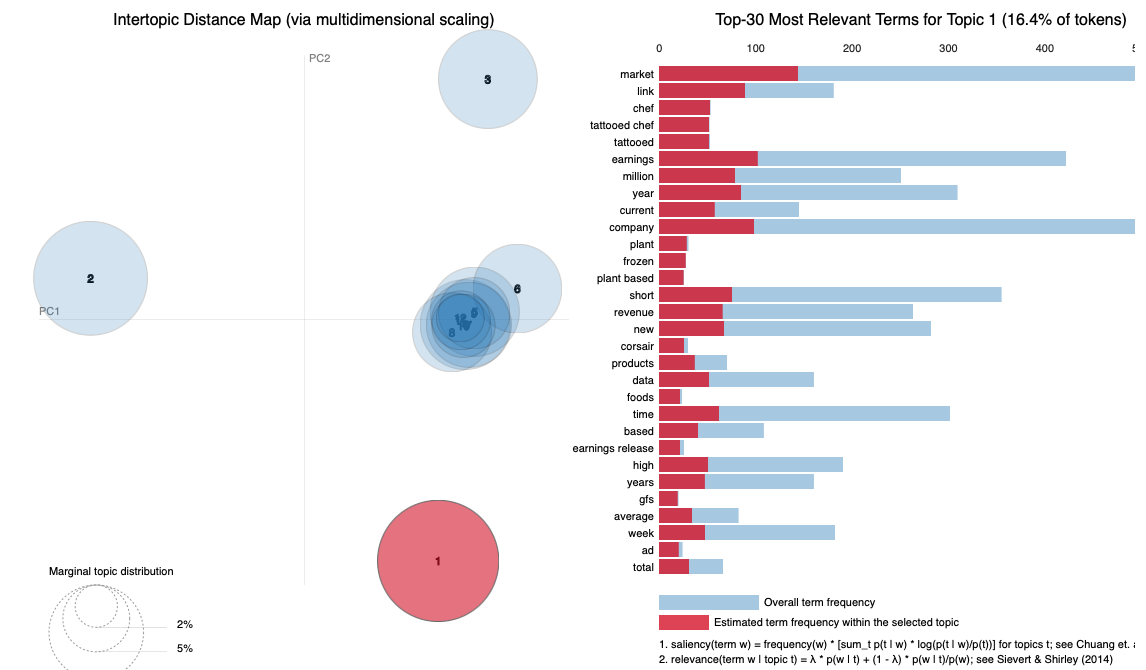 Intertopic Distance Map (via multidimensional scaling)
PC2
PC1
3
2
6
8
1
Marginal topic distribution
2%
5%
Top-30 Most Relevant Terms for Topic 1 (16.4% of tokens)
0 100 200 300 400
market
link
chef
tattooed chef
tattooed
earnings
million
year
current
company
plant
frozen
plant based
short
revenue
new
corsair
products
data
foods
time
based
earnings release
high
years
gfs
average
week
ad
total
Overall term frequency
Estimated term frequency within the selected topic
1. saliency(term w) = frequency(w) * [sum_t p(t | w) * log(p(t | w)/p(t))] for topics t; see Chuang et.
2. relevance(term w | topic t) = λ * p(w | t) + (1 - λ) * p(w | t)/p(w); see Sievert & Shirley (2014)